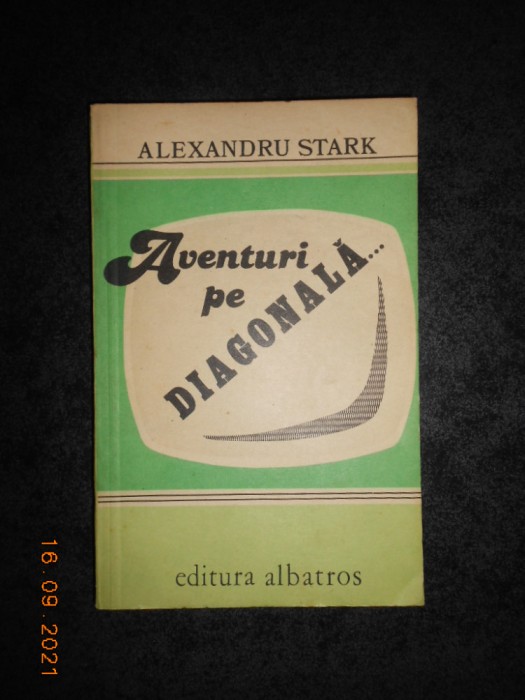 ALEXANDRU STARK
Aventuri
pe
DIAGONALĂ...
editura albatros
16.09.2021